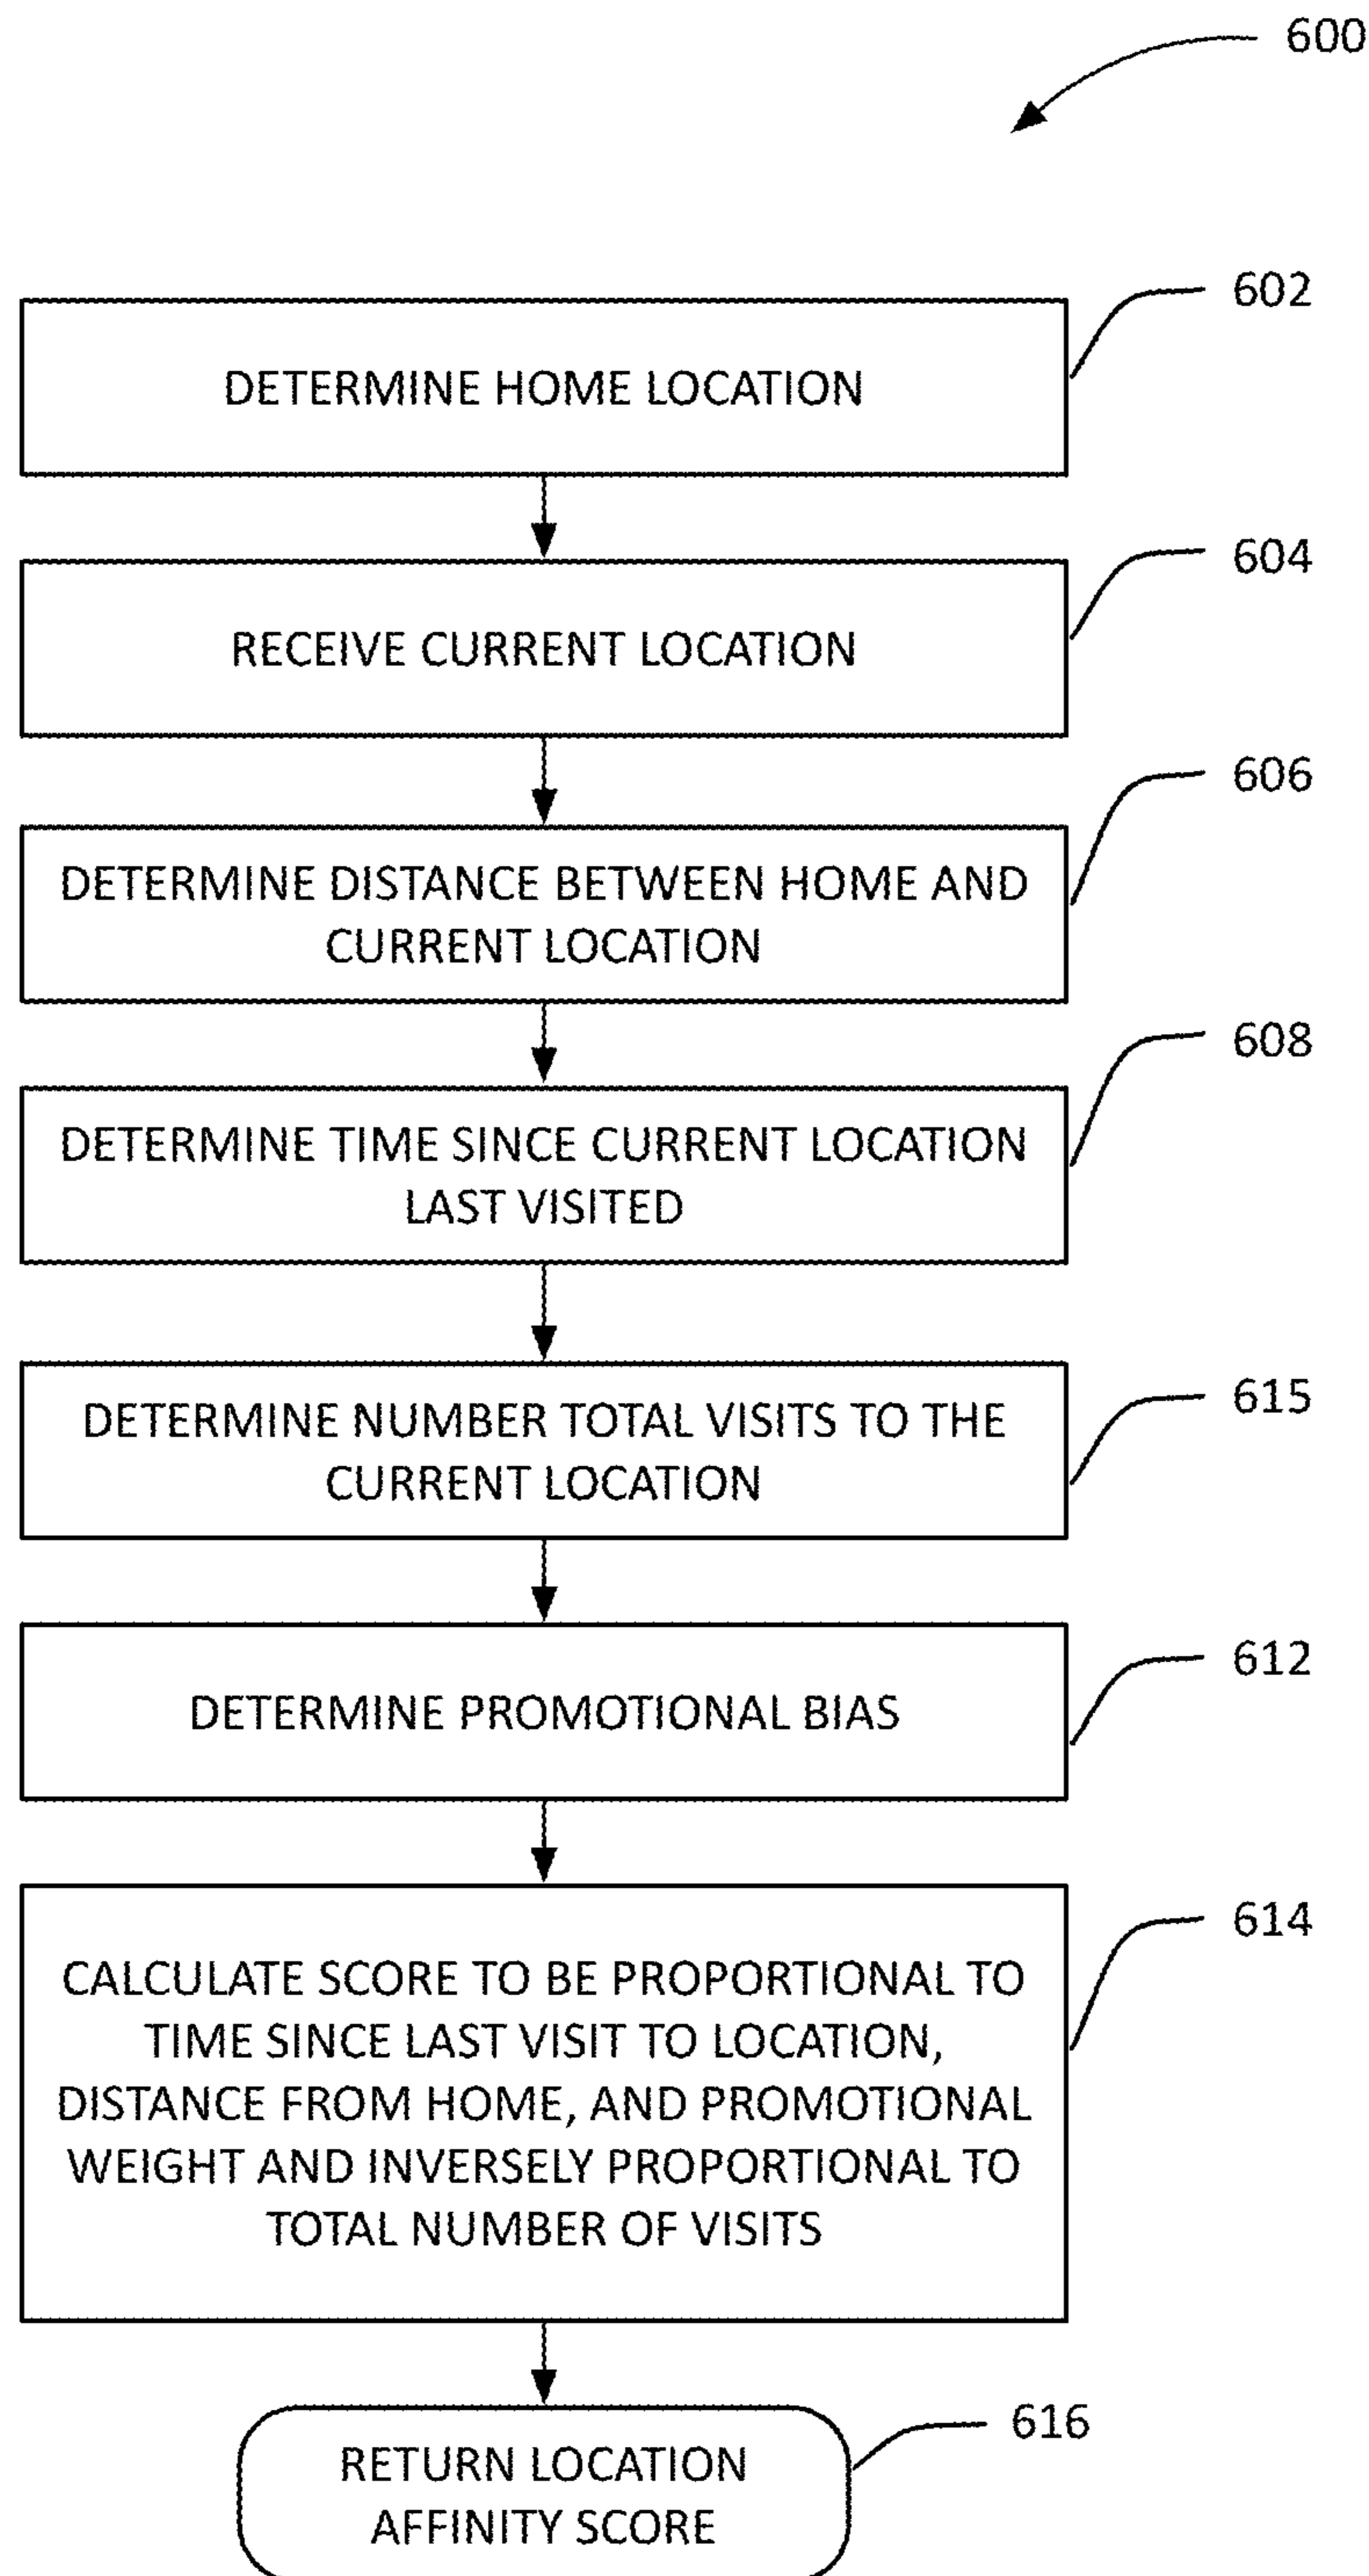 600
602
DETERMINE HOME LOCATION
604
RECEIVE CURRENT LOCATION
606
DETERMINE DISTANCE BETWEEN HOME AND
CURRENT LOCATION
608
DETERMINE TIME SINCE CURRENT LOCATION
LAST VISITED
615
DETERMINE NUMBER TOTAL VISITS TO THE
CURRENT LOCATION
612
DETERMINE PROMOTIONAL BIAS
614
CALCULATE SCORE TO BE PROPORTIONAL TO
TIME SINCE LAST VISIT TO LOCATION,
DISTANCE FROM HOME, AND PROMOTIONAL
WEIGHT AND INVERSELY PROPORTIONAL TO
TOTAL NUMBER OF VISITS
616
RETURN LOCATION
AFFINITY SCORE